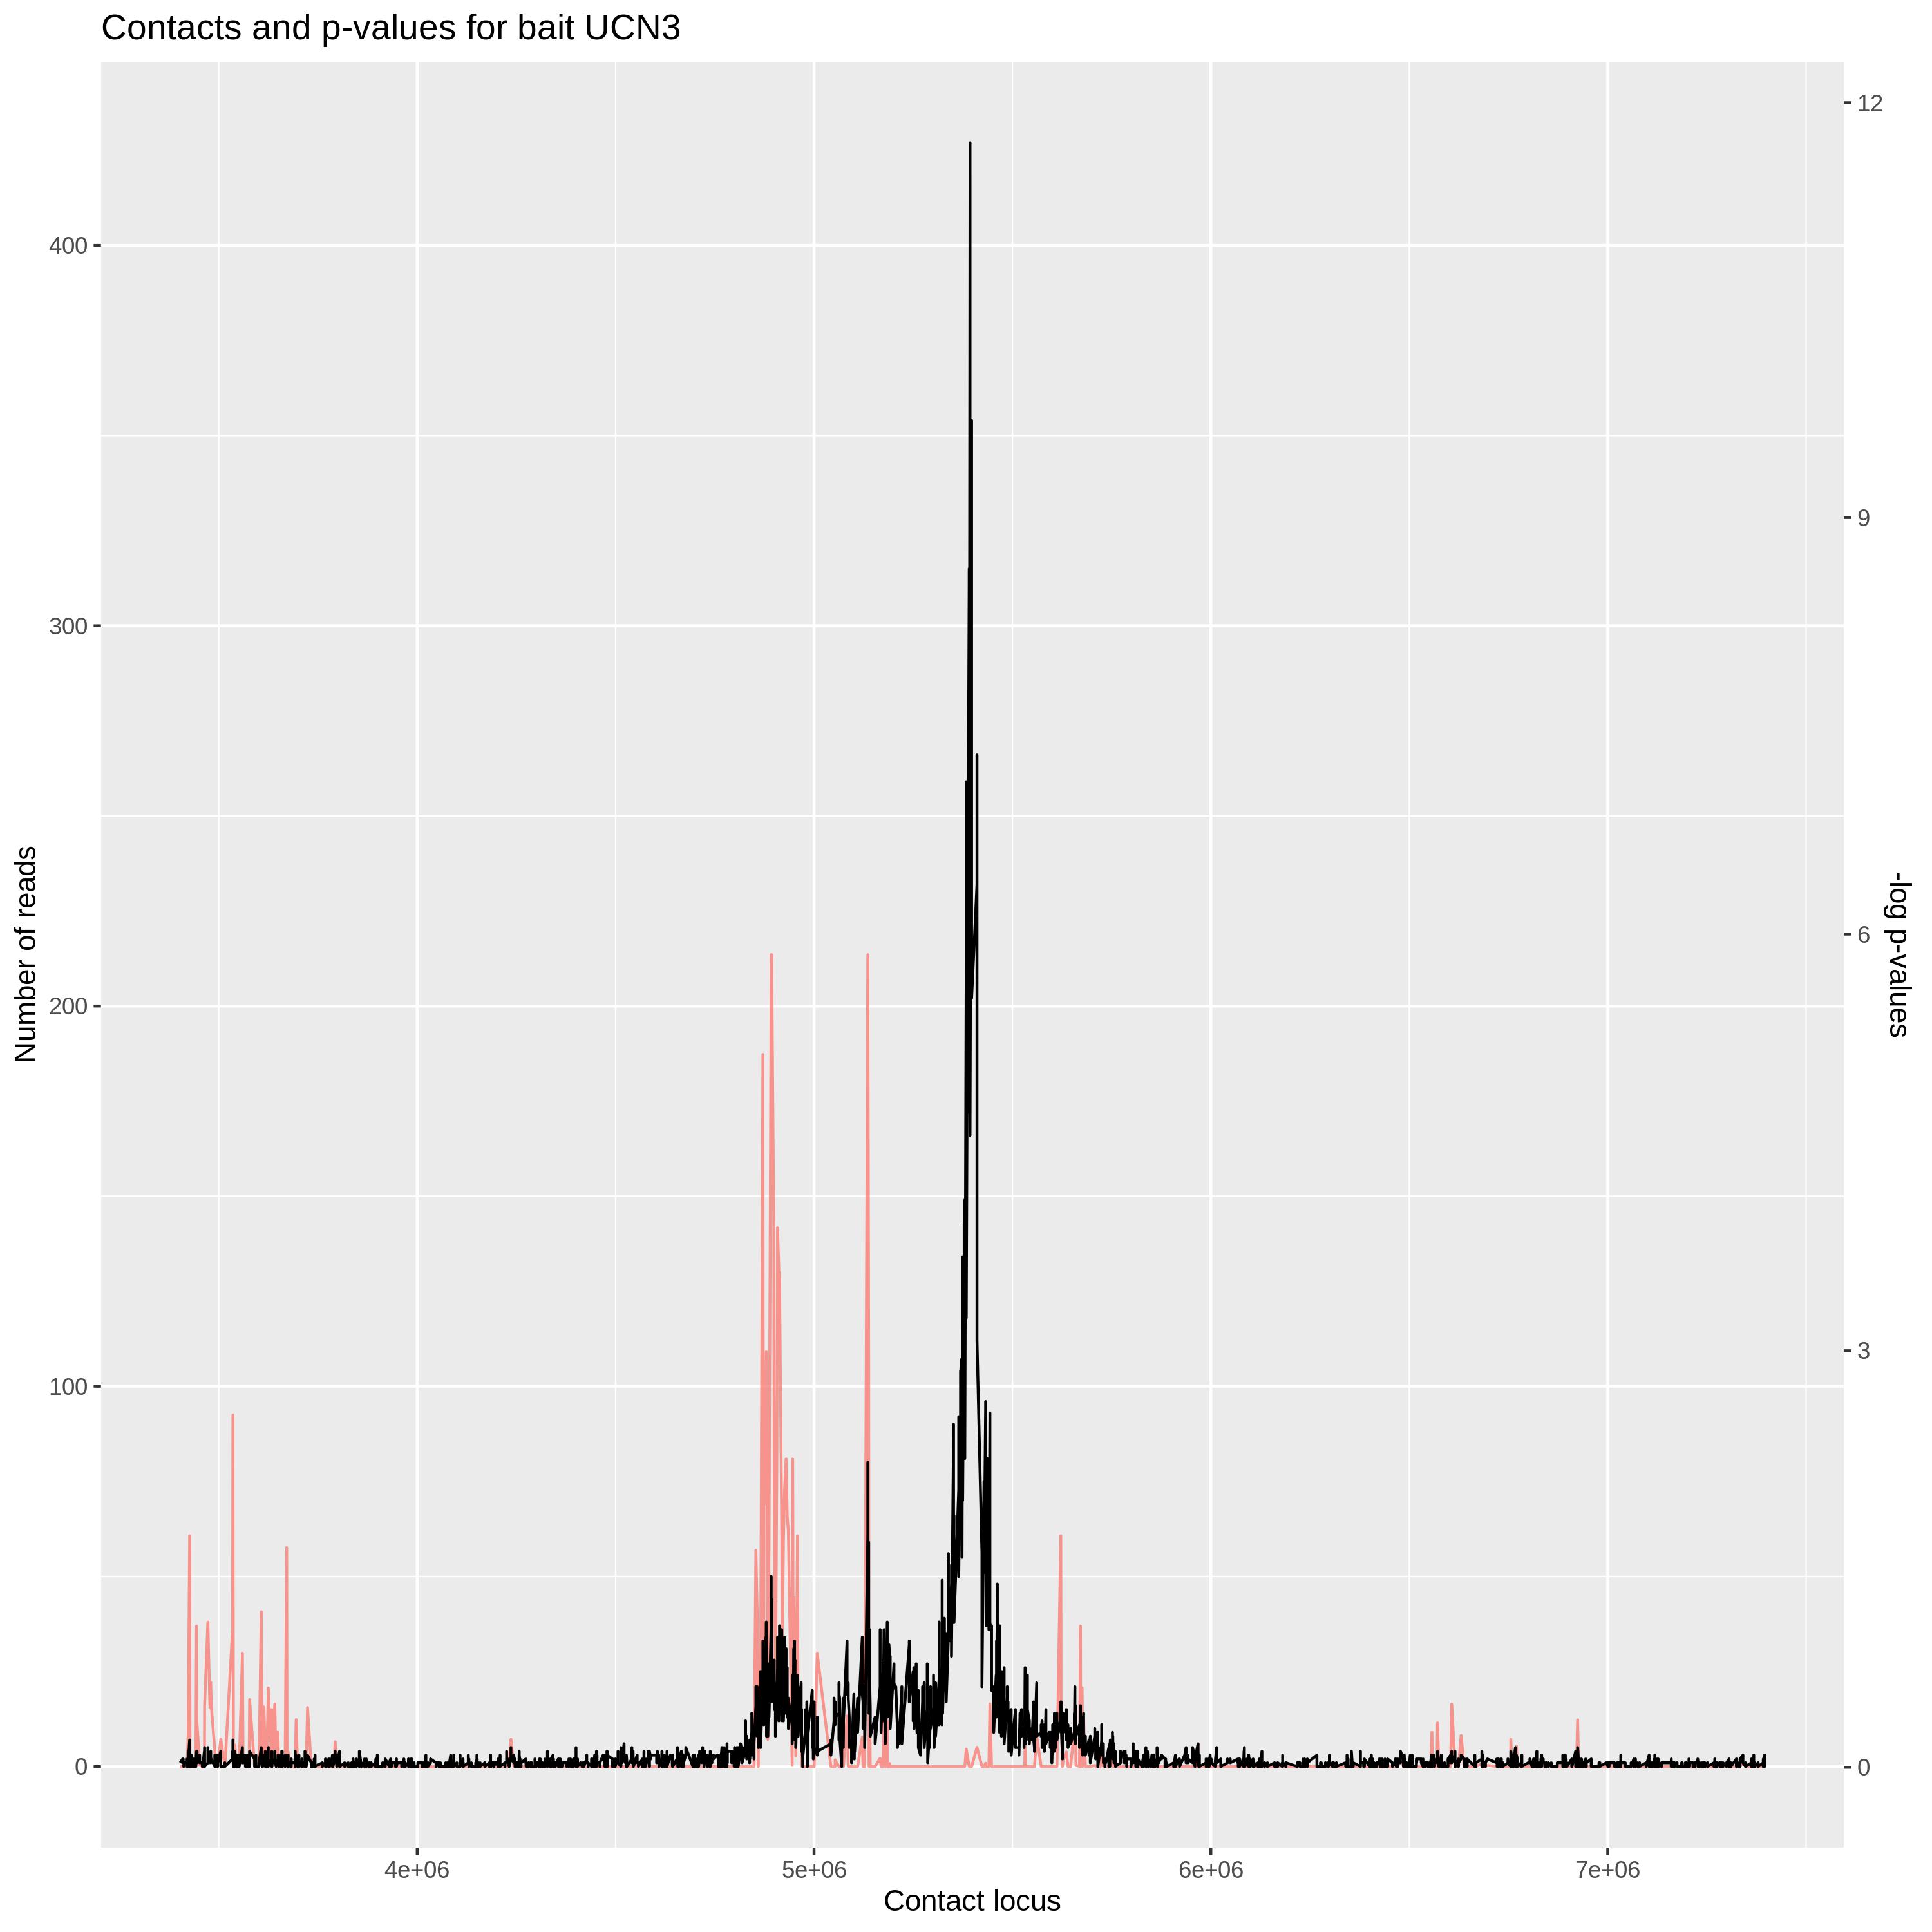 Contacts and p-values for bait UCN3
12
400
9
300
Number of reads
-log p-values
6
200
3
100
0
0
4e+06
5e+06
6e+06
7e+06
Contact locus